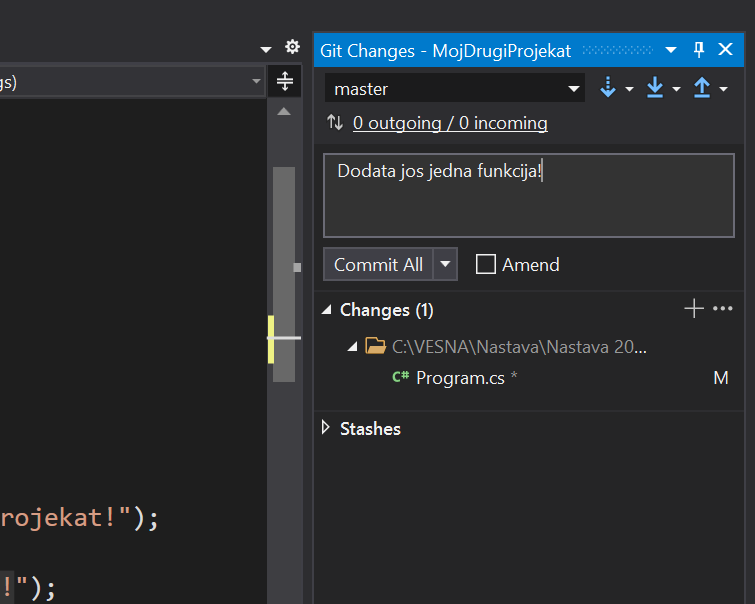 Git Changes - MojDrugiProjekat
gs)
master
0 outgoing / 0 incoming
Dodata jos jedna funkcija!
Commit All
Amend
Changes (1)
C:\VESNA\Nastava\Nastava 20...
C# Program.cs * M
Stashes
rojekat!");
!");